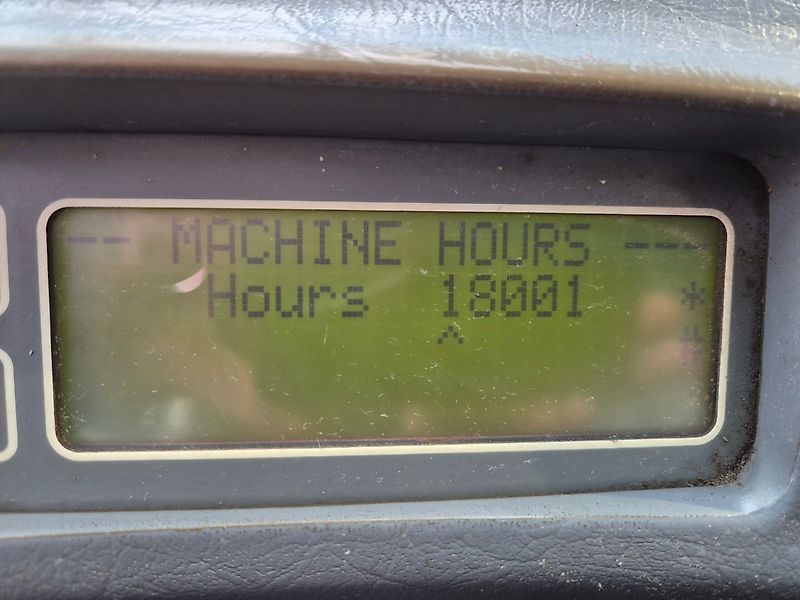 -- MACHINE HOURS ---
Hours 18001 *
^ #